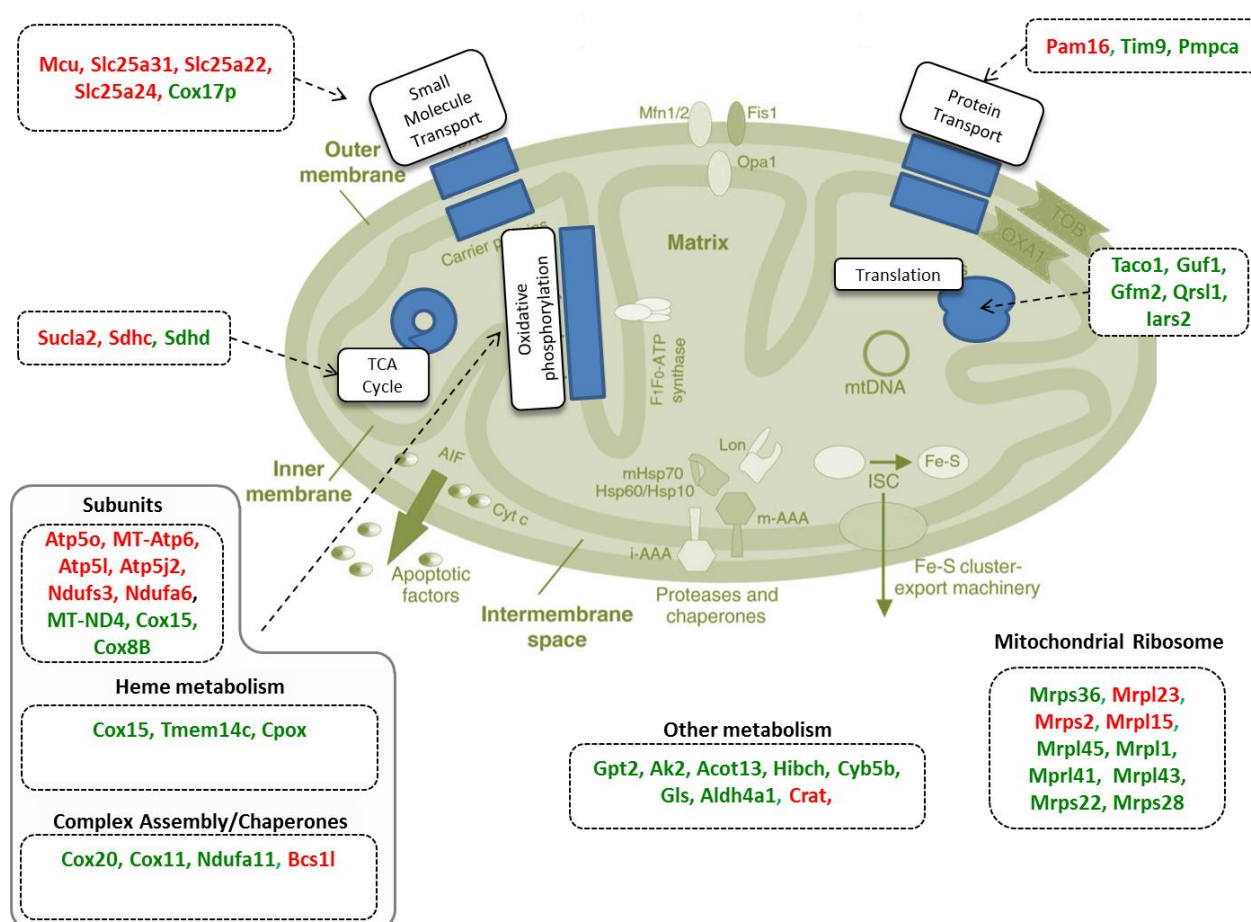 Mcu, Slc25a31, Slc25a22,
Slc25a24, Cox17p
Small
Molecule
Transport
Pam16, Tim9, Pmpca
Protein
Transport
Mfn1/2
Fis1
Opa1
Outer
membrane
Carrier
Matrix
TOB
OXA1
Oxidative
phosphorylation
Translation
Taco1, Guf1,
Gfm2, Qrsl1,
Iars2
Sucla2, Sdhc, Sdhd
TCA
Cycle
F1F0-ATP
synthase
mtDNA
Inner
membrane
AIF
Cyt c
Lon
mHsp70
Hsp60/Hsp10
m-AAA
i-AAA
Fe-S
ISC
Apoptotic
factors
Intermembrane
space
Proteases and
chaperones
Fe-S cluster-
export machinery
Subunits
Atp5o, MT-Atp6,
Atp5l, Atp5j2,
Ndufs3, Ndufa6,
MT-ND4, Cox15,
Cox8B
Heme metabolism
Cox15, Tmem14c, Cpox
Complex Assembly/Chaperones
Cox20, Cox11, Ndufa11, Bcs1l
Other metabolism
Gpt2, Ak2, Acot13, Hibch, Cyb5b,
Gls, Aldh4a1, Crat,
Mitochondrial Ribosome
Mrps36, Mrpl23,
Mrps2, Mrpl15,
Mrpl45, Mrpl1,
Mprl41, Mrpl43,
Mrps22, Mrps28